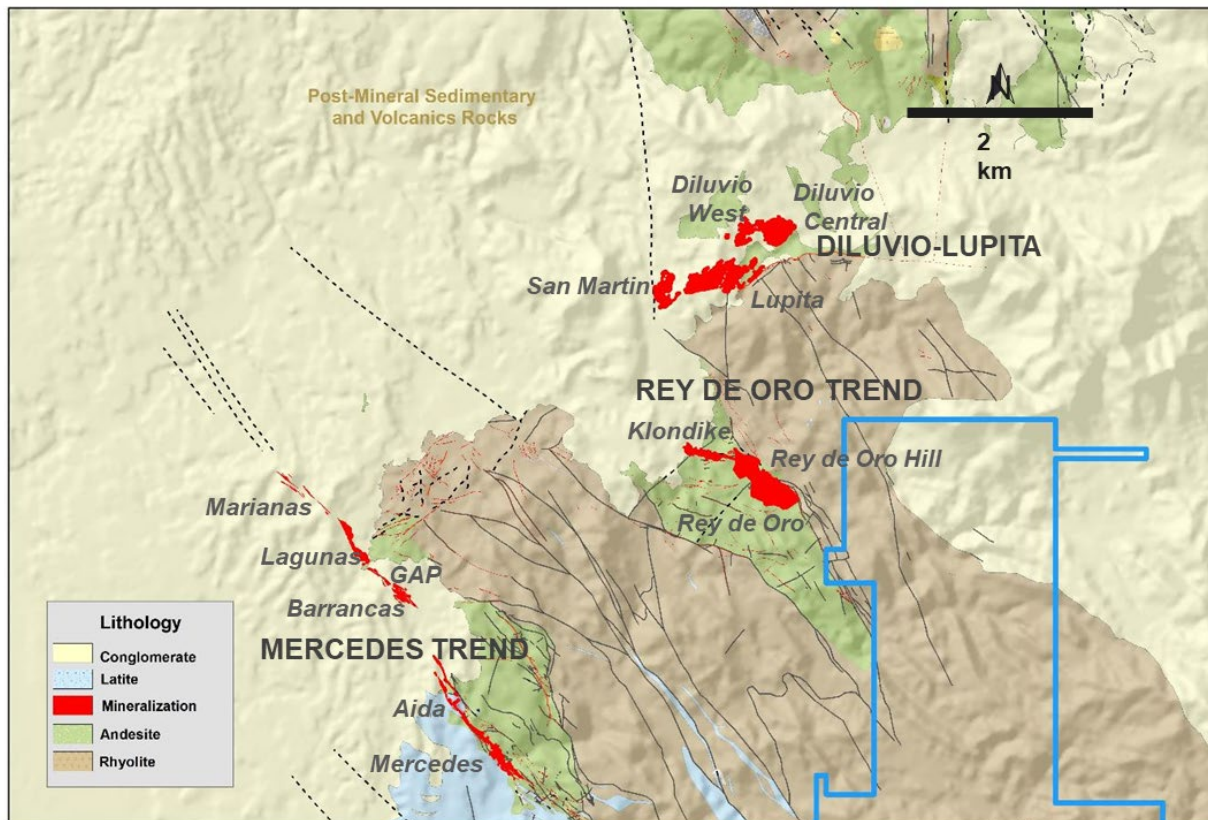 Post-Mineral Sedimentary
and Volcanics Rocks
N
2
km
Diluvio
West
Diluvio
Central
DILUVIO-LUPITA
San Martin
Lupita
REY DE ORO TREND
Klondike
Rey de Oro Hill
Rey de Oro
Marianas
Lagunas
GAP
Barrancas
MERCEDES TREND
Aida
Mercedes
Lithology
Conglomerate
Latite
Mineralization
Andesite
Rhyolite